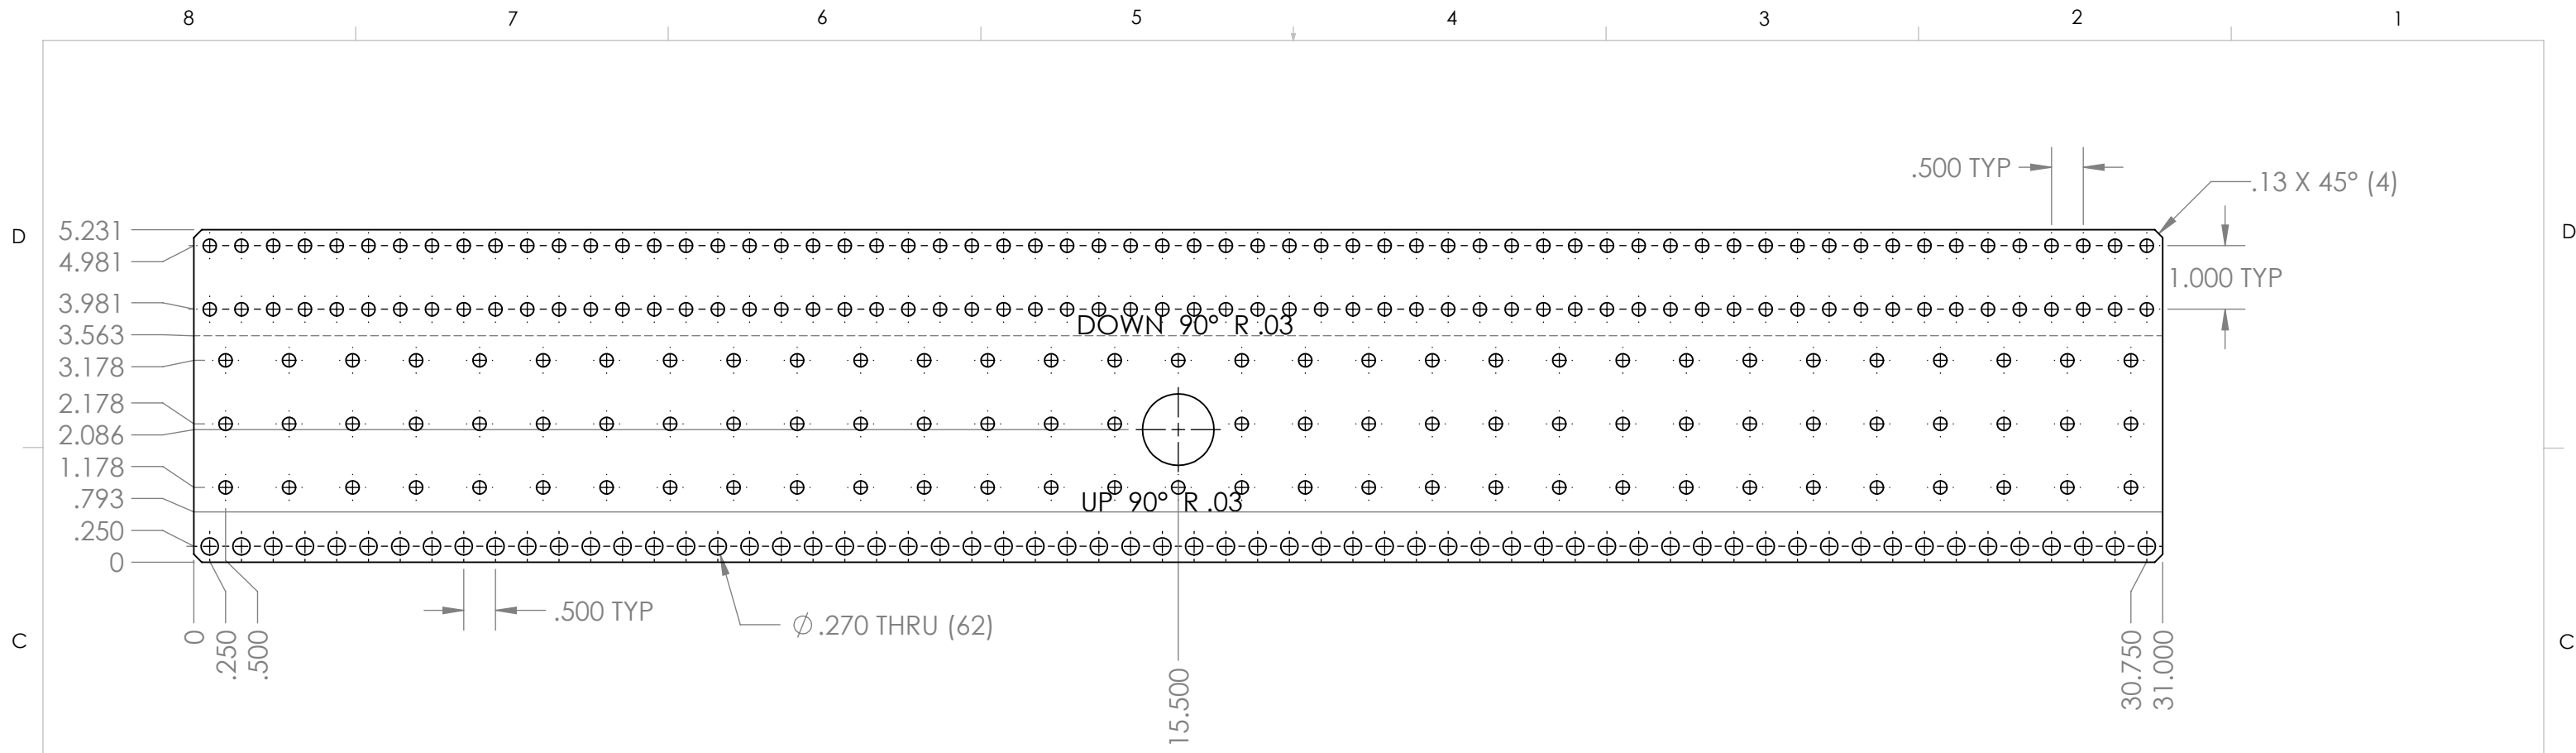 8 7 6 5 4 3 2 1
.500 TYP
.13 X 45° (4)
D 5.231 D
4.981
3.981
1.000 TYP
3.563
DOWN 90° R .03
3.178
2.178
2.086
1.178
.793
UP 90° R .03
.250
0
.500 TYP
∅ .270 THRU (62)
C C
0
.250
.500
15.500
30.750
31.000